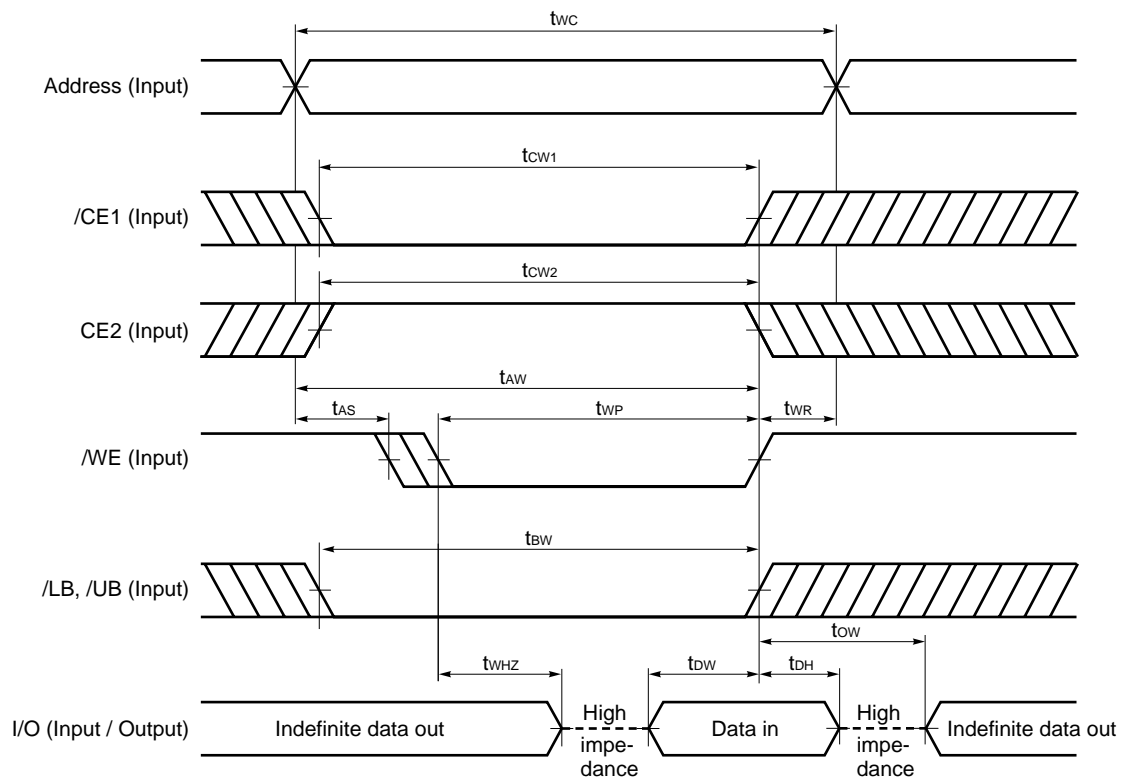 tWC
Address (Input)
tCW1
/CE1 (Input)
tCW2
CE2 (Input)
tAW
tAS
tWP
tWR
/WE (Input)
tBW
/LB, /UB (Input)
tOW
tWHZ
tDW
tDH
I/O (Input / Output)
Indefinite data out
High
impe-
dance
Data in
High
impe-
dance
Indefinite data out